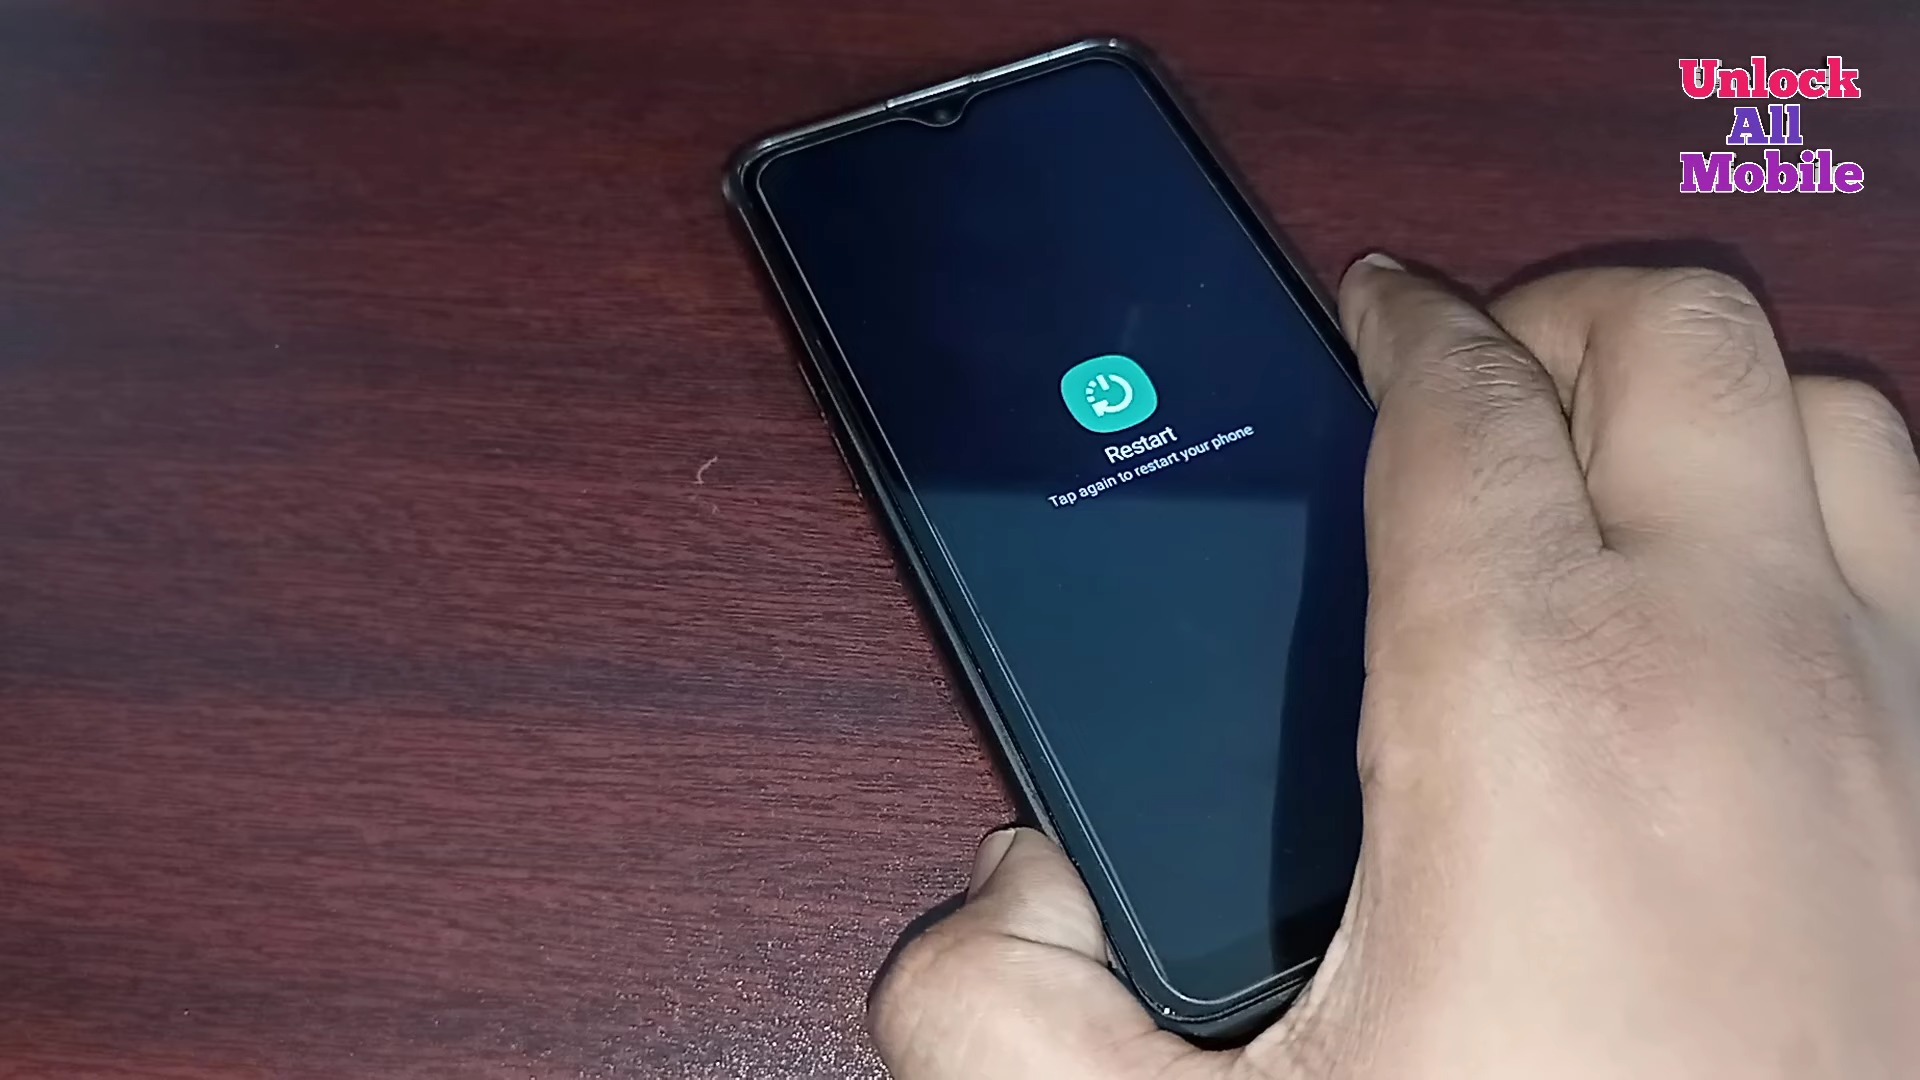 Unlock
All
Mobile
Restart
Tap again to restart your phone